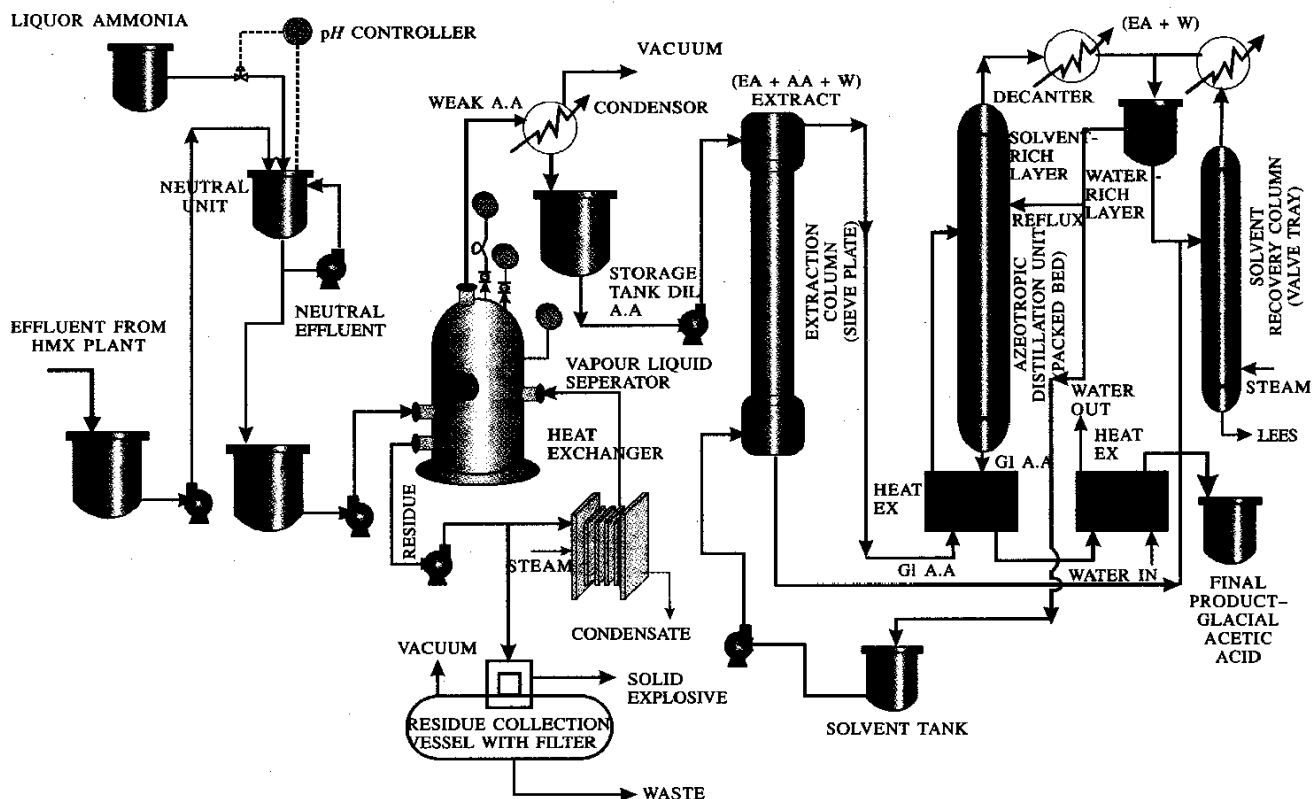 LIQUOR AMMONIA
pH CONTROLLER
NEUTRAL
UNIT
NEUTRAL
EFFLUENT
EFFLUENT FROM
HMX PLANT
WEAK A.A
VACUUM
CONDENSOR
STORAGE
TANK DIL
A.A
VAPOUR LIQUID
SEPERATOR
HEAT
EXCHANGER
RESIDUE
STEAM
CONDENSATE
VACUUM
SOLID
EXPLOSIVE
RESIDUE COLLECTION
VESSEL WITH FILTER
WASTE
(EA + AA + W)
EXTRACT
EXTRACTION
COLUMN
(SIEVE PLATE)
(EA + W)
DECANTER
SOLVENT-
RICH
LAYER
WATER-
RICH
LAYER
REFLUX
AZEOTROPIC
DISTILLATION UNIT
(PACKED BED)
SOLVENT
RECOVERY COLUMN
(VALVE TRAY)
STEAM
LEES
WATER
OUT
HEAT
EX
Gl A.A
HEAT
EX
Gl A.A
WATER IN
FINAL
PRODUCT–
GLACIAL
ACETIC
ACID
SOLVENT TANK